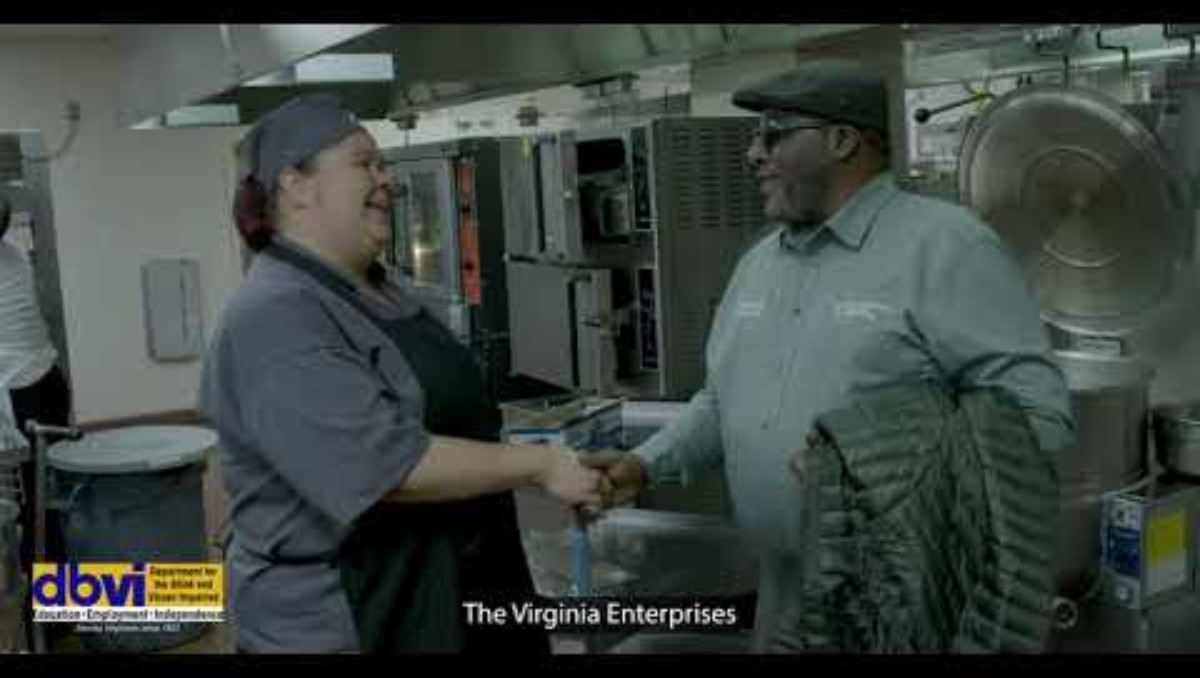 dbvi
Department for
the Blind and
Vision Impaired
Education · Employment · Independence
The Virginia Enterprises